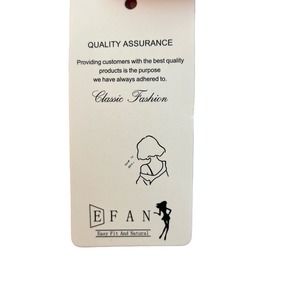 QUALITY ASSURANCE
Providing customers with the best quality
products is the purpose
we have always adhered to.
Classic Fashion
EFAN
Easy Fit And Natural